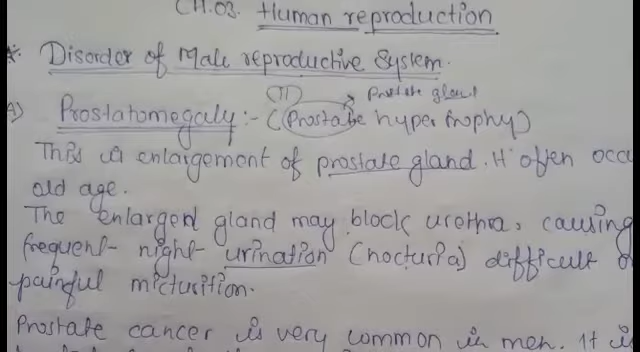 CH.03. Human reproduction
*. Disorder of Male reproductive System.
A) Prostatomegaly :- (Prostate hypertrophy)
(↑) → Prostate gland
This is enlargement of prostate gland. It often occu
old age.
The enlarged gland may block urethra, causing
frequent night urination (nocturia) difficult o
painful micturition.
Prostate cancer is very common in men. It is